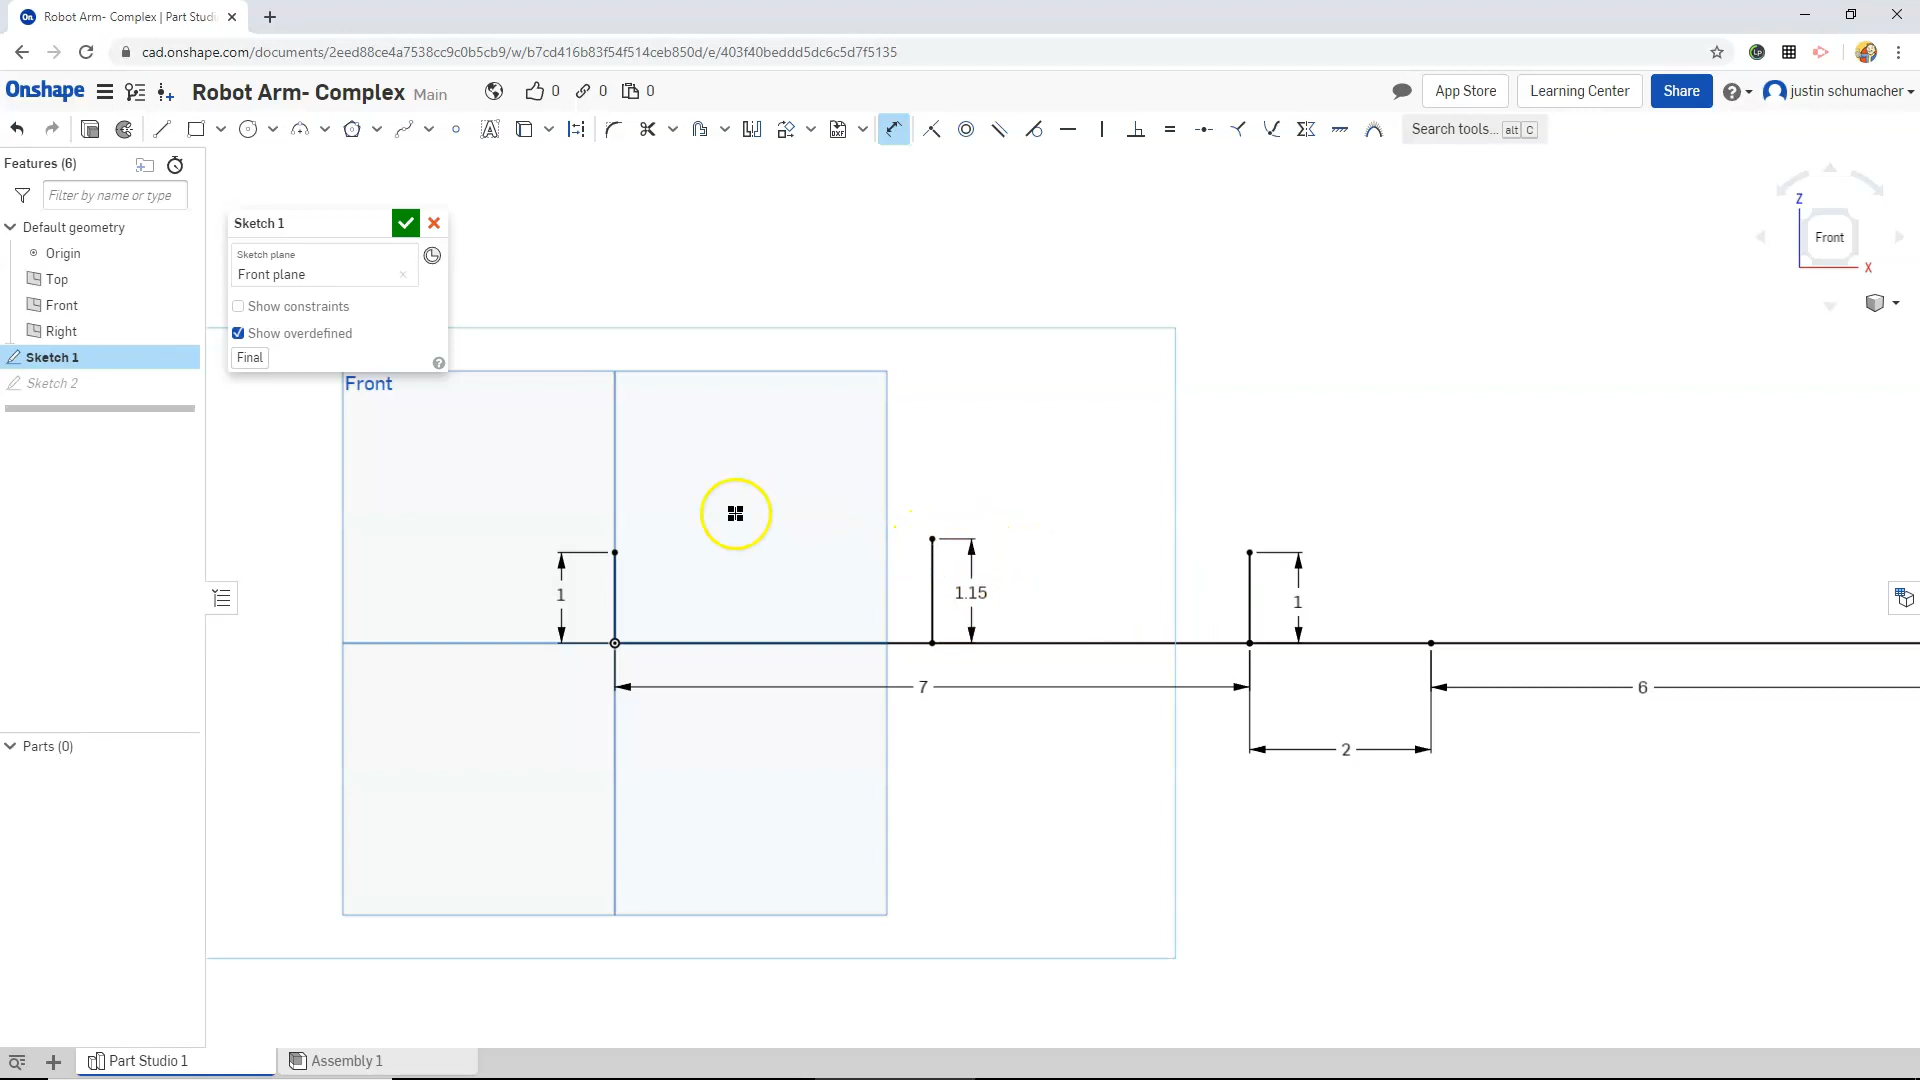 On Robot Arm- Complex | Part Studi
cad.onshape.com/documents/2eed88ce4a7538cc9c0b5cb9/w/b7cd416b83f54f514ceb850d/e/403f40beddd5dc6c5d7f5135
Onshape Robot Arm- Complex Main 0 0 0 App Store Learning Center Share justin schumacher
Search tools... alt C
Features (6)
Filter by name or type
Default geometry
Origin
Top
Front
Right
Sketch 1
Sketch 2
Parts (0)
Sketch 1
Sketch plane
Front plane
Show constraints
Show overdefined
Final
Front
Z
Front
X
1
1.15
1
7
6
2
Part Studio 1
Assembly 1